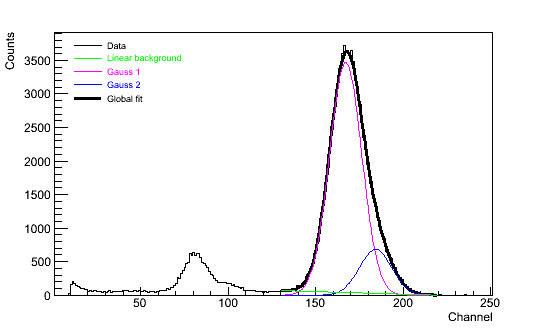 Counts
Data
Linear background
Gauss 1
Gauss 2
Global fit
3500
3000
2500
2000
1500
1000
500
0
50 100 150 200 250
Channel